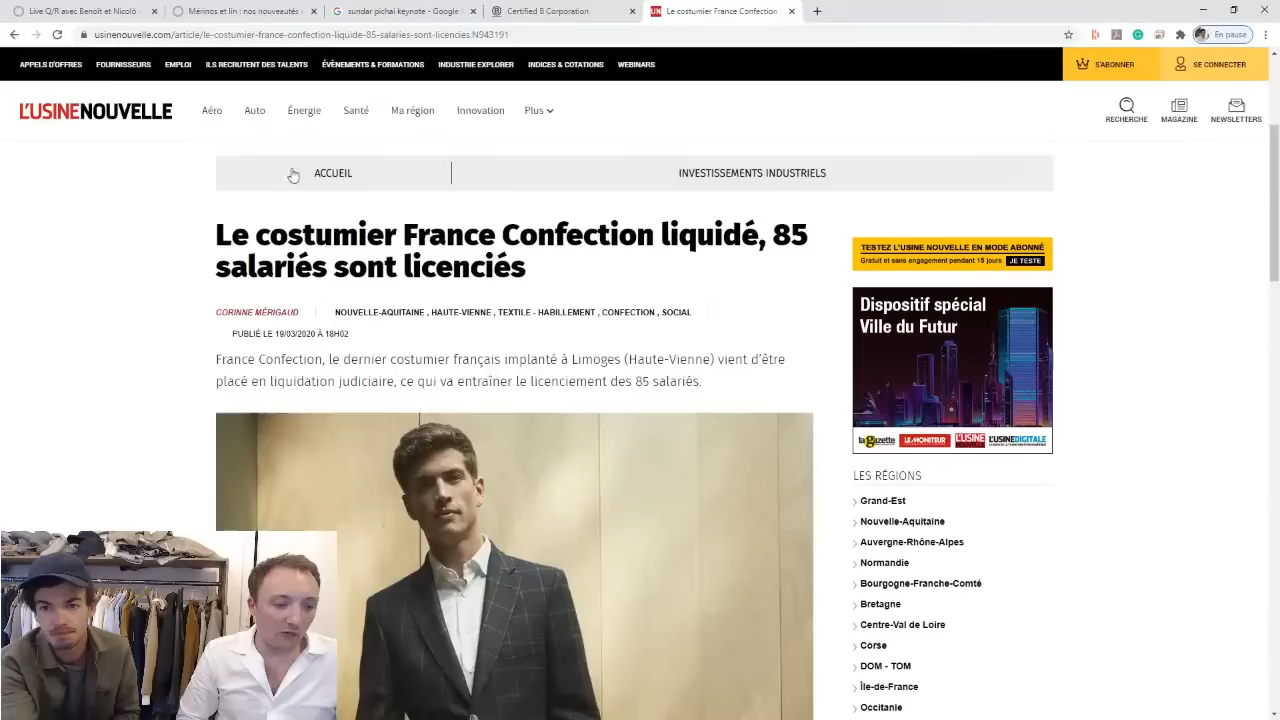 Live Q/R avec Benoît et Nicolò -
Mérinos et lin : nos nouveautés
sundar pichai keynote - Google
Certified B Corporation
Le costumier France Confection
usinenouvelle.com/article/le-costumier-france-confection-liquide-85-salaries-sont-licencies.N943191
En pause
APPELS D'OFFRES FOURNISSEURS EMPLOI ILS RECRUTENT DES TALENTS ÉVÈNEMENTS & FORMATIONS INDUSTRIE EXPLORER INDICES & COTATIONS WEBINARS
S'ABONNER
SE CONNECTER
L'USINENOUVELLE
Aéro Auto Énergie Santé Ma région Innovation Plus
RECHERCHE MAGAZINE NEWSLETTERS
ACCUEIL
INVESTISSEMENTS INDUSTRIELS
Le costumier France Confection liquidé, 85
salariés sont licenciés
CORINNE MÉRIGAUD
NOUVELLE-AQUITAINE , HAUTE-VIENNE , TEXTILE - HABILLEMENT , CONFECTION , SOCIAL
PUBLIÉ LE 19/03/2020 À 18H02
France Confection, le dernier costumier français implanté à Limoges (Haute-Vienne) vient d'être
placé en liquidation judiciaire, ce qui va entraîner le licenciement des 85 salariés.
TESTEZ L'USINE NOUVELLE EN MODE ABONNÉ
Gratuit et sans engagement pendant 15 jours JE TESTE
Dispositif spécial
Ville du Futur
la gazette LE MONITEUR L'USINE NOUVELLE L'USINEDIGITALE
LES RÉGIONS
Grand-Est
Nouvelle-Aquitaine
Auvergne-Rhône-Alpes
Normandie
Bourgogne-Franche-Comté
Bretagne
Centre-Val de Loire
Corse
DOM - TOM
Île-de-France
Occitanie